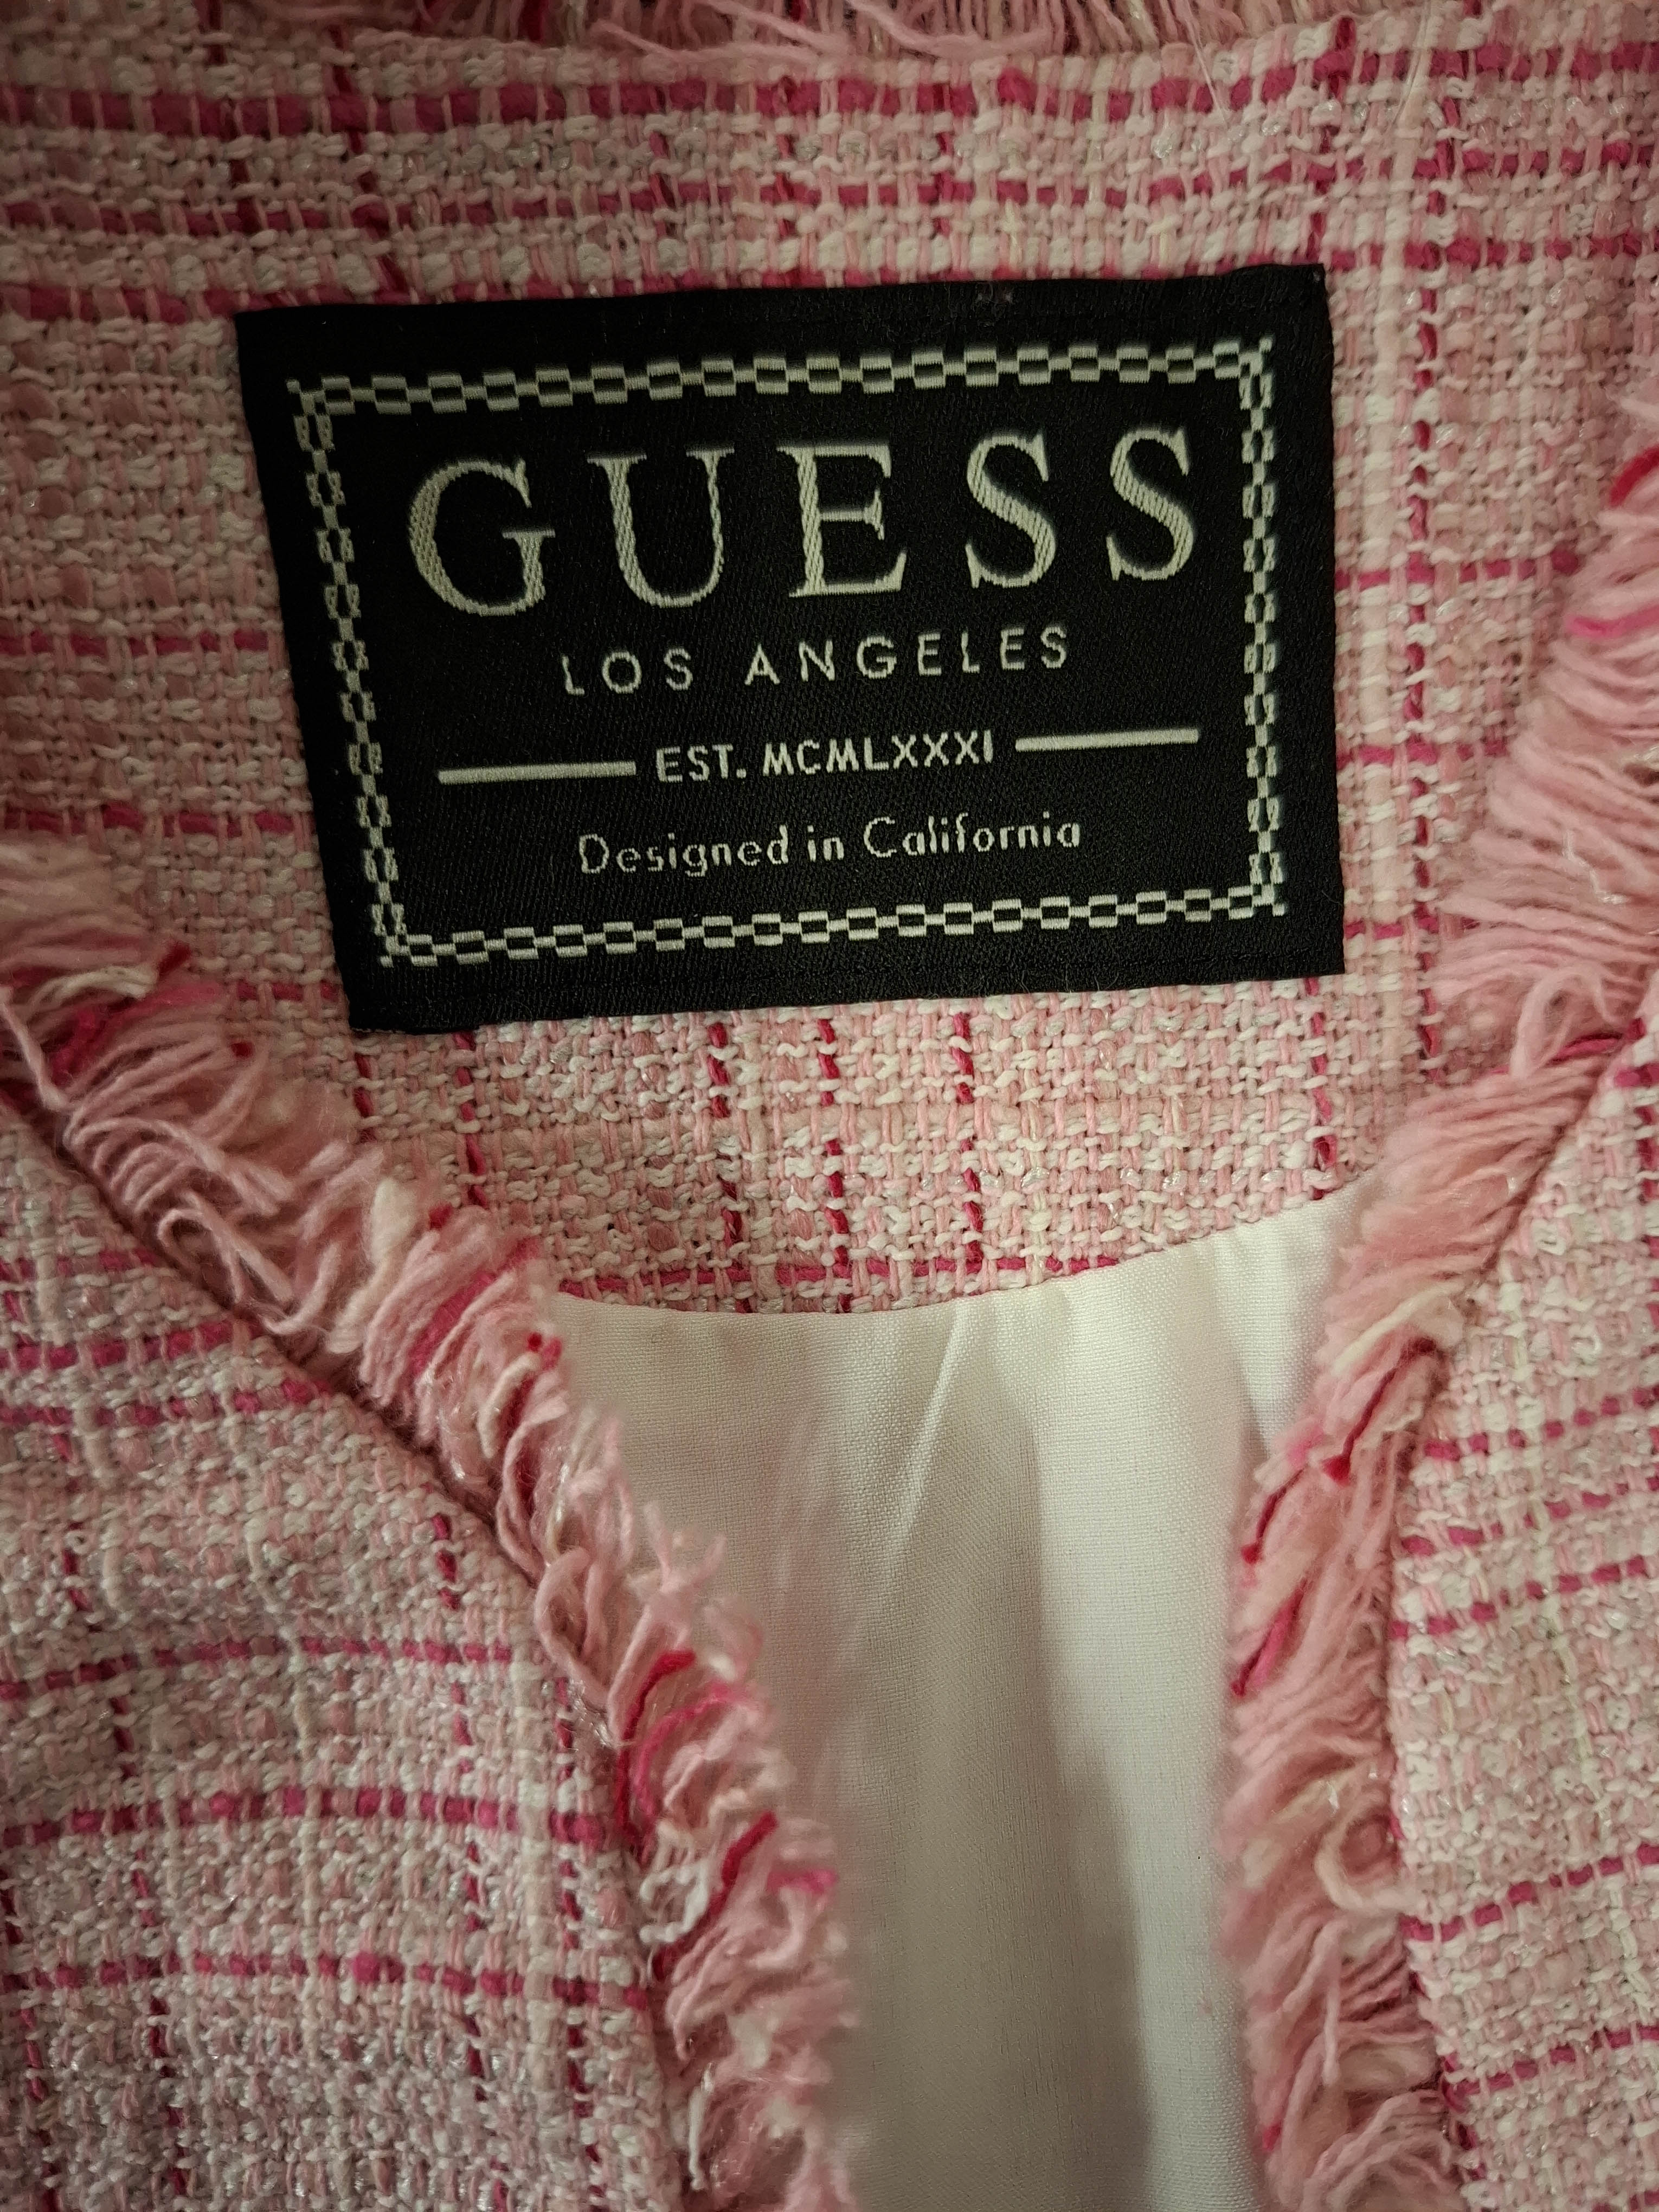 GUESS
LOS ANGELES
EST. MCMLXXXI
Designed in California